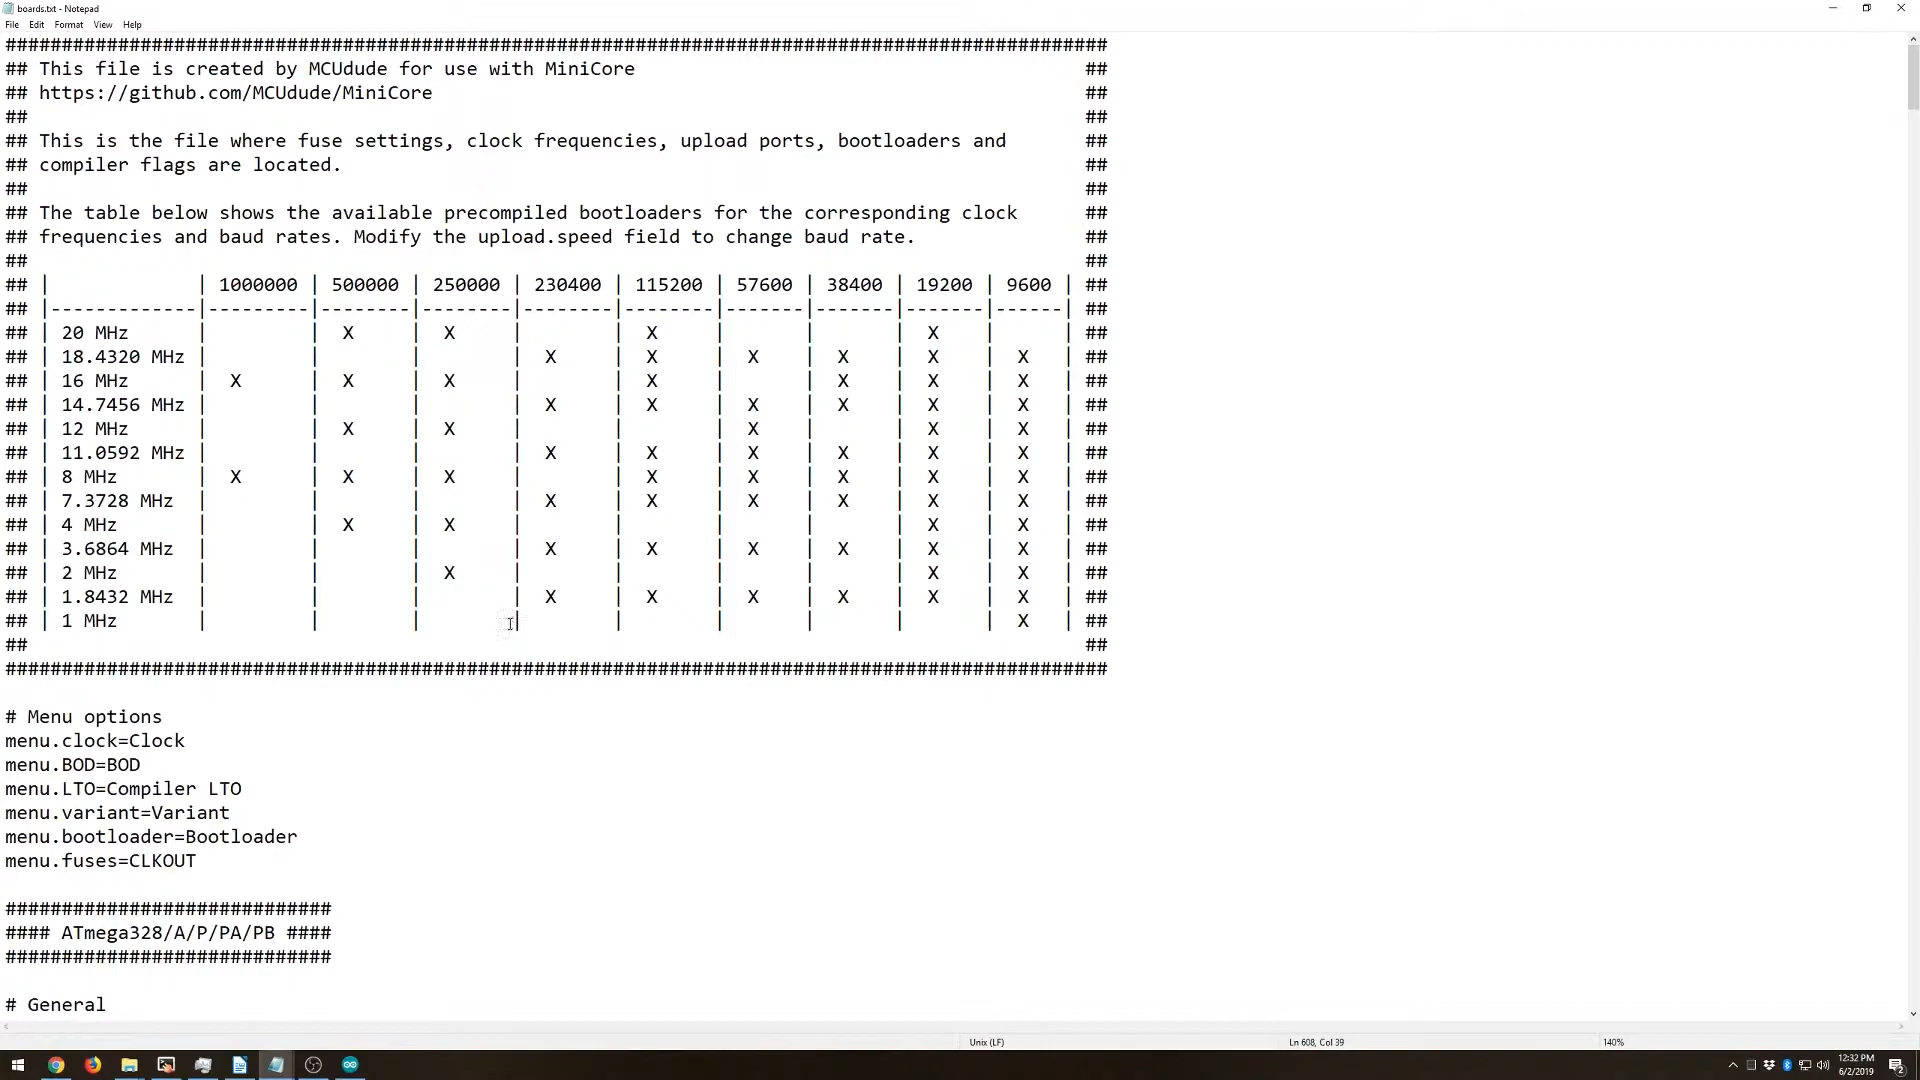 boards.txt - Notepad
File Edit Format View Help
##################################################################################################
## This file is created by MCUdude for use with MiniCore ##
## https://github.com/MCUdude/MiniCore ##
## ##
## This is the file where fuse settings, clock frequencies, upload ports, bootloaders and ##
## compiler flags are located. ##
## ##
## The table below shows the available precompiled bootloaders for the corresponding clock ##
## frequencies and baud rates. Modify the upload.speed field to change baud rate. ##
## ##
## | | 1000000 | 500000 | 250000 | 230400 | 115200 | 57600 | 38400 | 19200 | 9600 | ##
## |-------------|---------|--------|--------|--------|--------|-------|-------|-------|------| ##
## | 20 MHz | | X | X | | X | | | X | | ##
## | 18.4320 MHz | | | | X | X | X | X | X | X | ##
## | 16 MHz | X | X | X | | X | | X | X | X | ##
## | 14.7456 MHz | | | | X | X | X | X | X | X | ##
## | 12 MHz | | X | X | | | X | | X | X | ##
## | 11.0592 MHz | | | | X | X | X | X | X | X | ##
## | 8 MHz | X | X | X | | X | X | X | X | X | ##
## | 7.3728 MHz | | | | X | X | X | X | X | X | ##
## | 4 MHz | | X | X | | | | | X | X | ##
## | 3.6864 MHz | | | | X | X | X | X | X | X | ##
## | 2 MHz | | | X | | | | | X | X | ##
## | 1.8432 MHz | | | | X | X | X | X | X | X | ##
## | 1 MHz | | | | | | | | | X | ##
## ##
##################################################################################################
# Menu options
menu.clock=Clock
menu.BOD=BOD
menu.LTO=Compiler LTO
menu.variant=Variant
menu.bootloader=Bootloader
menu.fuses=CLKOUT
#############################
#### ATmega328/A/P/PA/PB ####
#############################
# General
Unix (LF) Ln 608, Col 39 140%
12:32 PM
6/2/2019
2